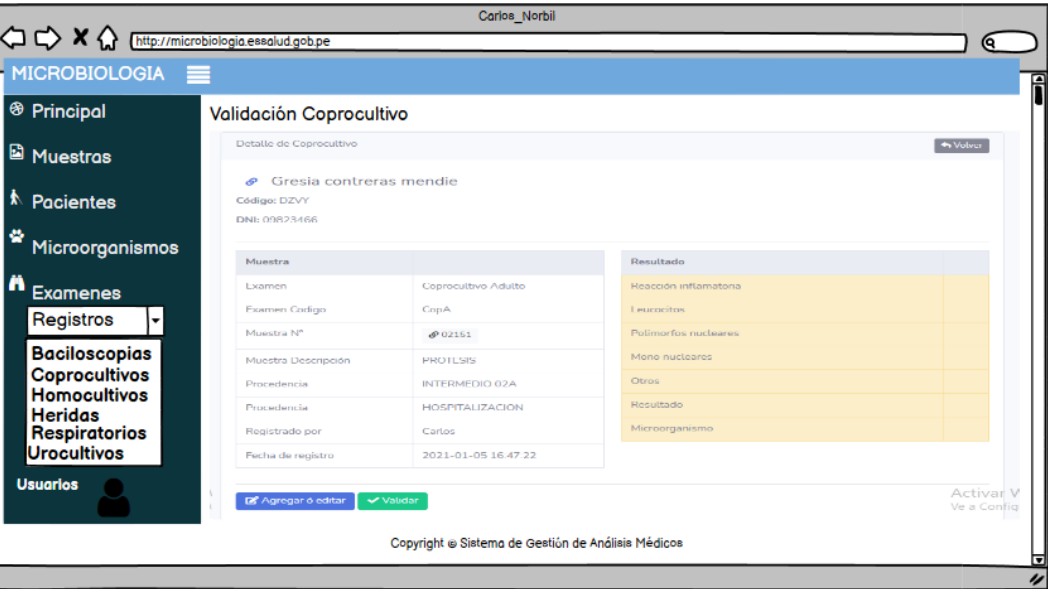 Carlos_Norbil
http://microbiologia.essalud.gob.pe
MICROBIOLOGIA
Principal
Muestras
Pacientes
Microorganismos
Examenes
Registros
Baciloscopias
Coprocultivos
Homocultivos
Heridas
Respiratorios
Urocultivos
Usuarios
Validación Coprocultivo
Detalle de Coprocultivo
Volver
Gresia contreras mendie
Código: DZVY
DNI: 09823466
Muestra
Examen Coprocultivo Adulto
Examen Codigo CopA
Muestra N° 02151
Muestra Descripción PROTESIS
Procedencia INTERMEDIO 02A
Procedencia HOSPITALIZACION
Registrado por Carlos
Fecha de registro 2021-01-05 16:47:22
Resultado
Reacción inflamatoria
Leucocitos
Polimorfos nucleares
Mono nucleares
Otros
Resultado
Microorganismo
Agregar ó editar Validar
Activar W
Ve a Config
Copyright @ Sistema de Gestión de Análisis Médicos